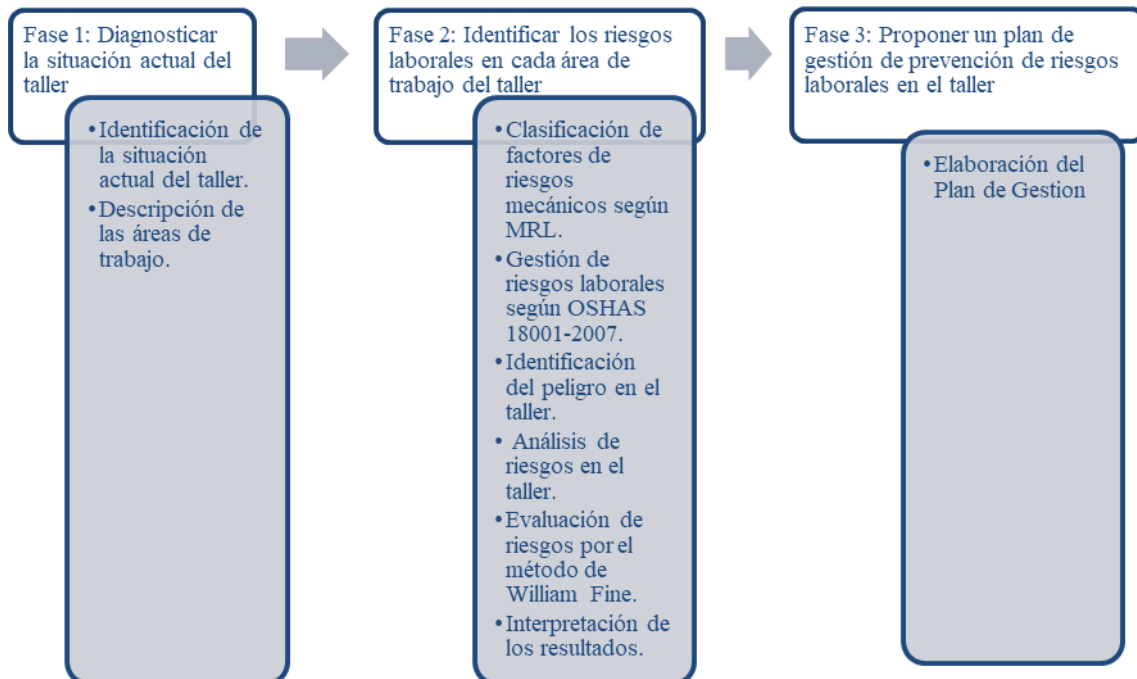 Fase 1: Diagnosticar
la situación actual del
taller
•Identificación de
la situación
actual del taller.
•Descripción de
las áreas de
trabajo.
Fase 2: Identificar los riesgos
laborales en cada área de
trabajo del taller
•Clasificación de
factores de
riesgos
mecánicos según
MRL.
•Gestión de
riesgos laborales
según OSHAS
18001-2007.
•Identificación
del peligro en el
taller.
• Análisis de
riesgos en el
taller.
•Evaluación de
riesgos por el
método de
William Fine.
•Interpretación de
los resultados.
Fase 3: Proponer un plan de
gestión de prevención de riesgos
laborales en el taller
•Elaboración del
Plan de Gestion